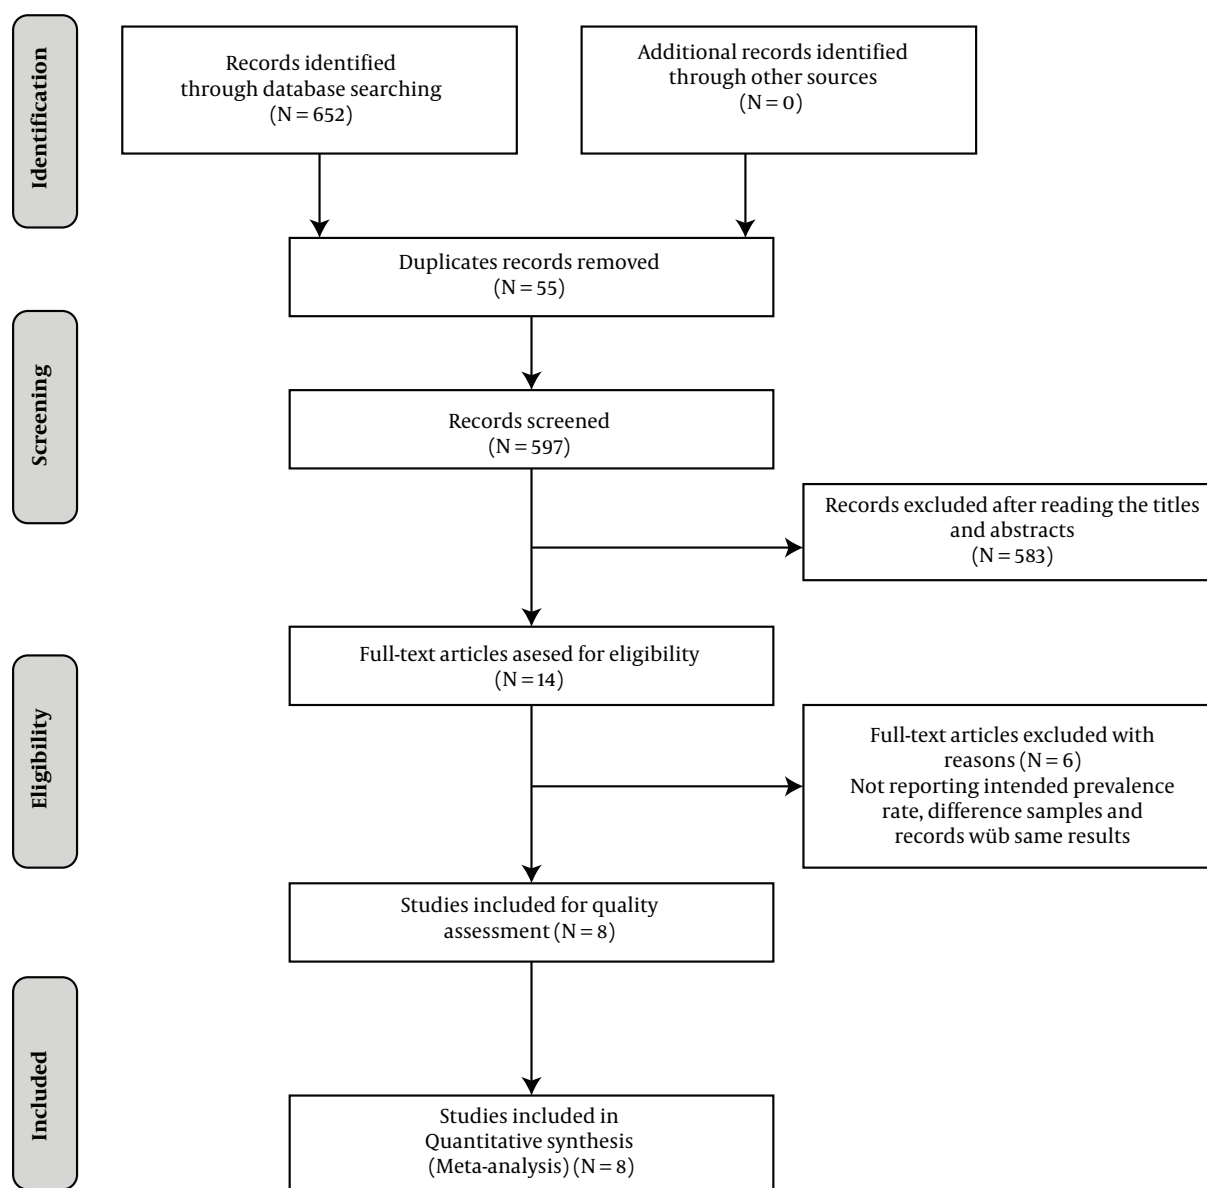 Identification
Records identified
through database searching
(N = 652)
Additional records identified
through other sources
(N = 0)
Duplicates records removed
(N = 55)
Screening
Records screened
(N = 597)
Records excluded after reading the titles
and abstracts
(N = 583)
Eligibility
Full-text articles asesed for eligibility
(N = 14)
Full-text articles excluded with
reasons (N = 6)
Not reporting intended prevalence
rate, difference samples and
records wüb same results
Studies included for quality
assessment (N = 8)
Included
Studies included in
Quantitative synthesis
(Meta-analysis) (N = 8)